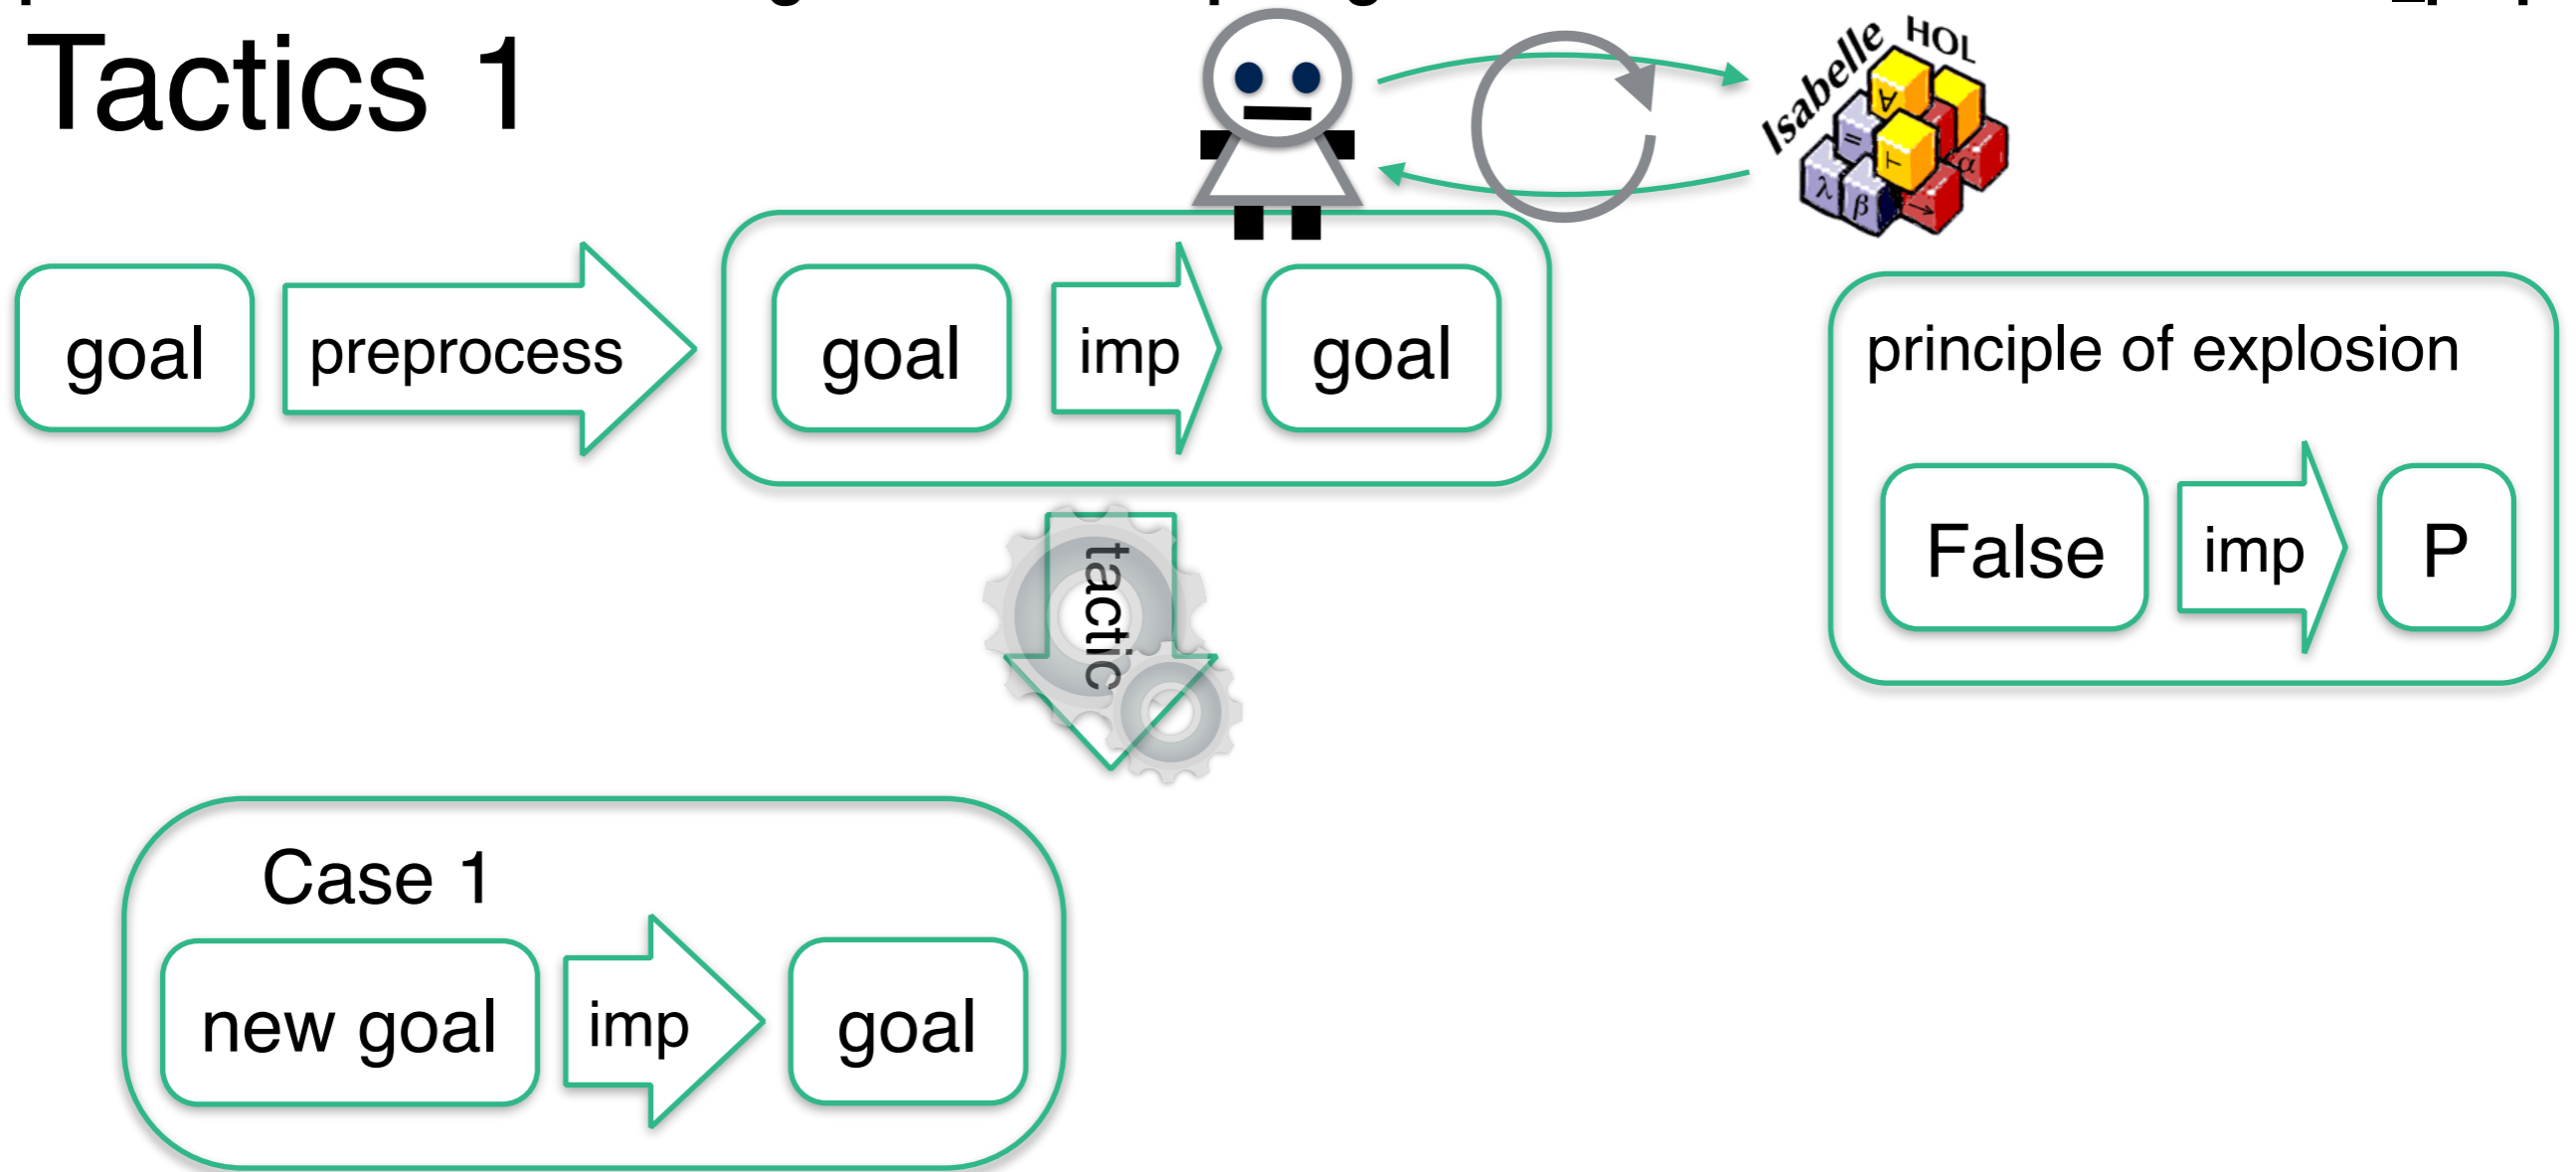 Tactics 1
Isabelle
HOL
∀
=
⊢
α
λ
β
→
goal
preprocess
goal
imp
goal
principle of explosion
False
imp
P
tactic
Case 1
new goal
imp
goal